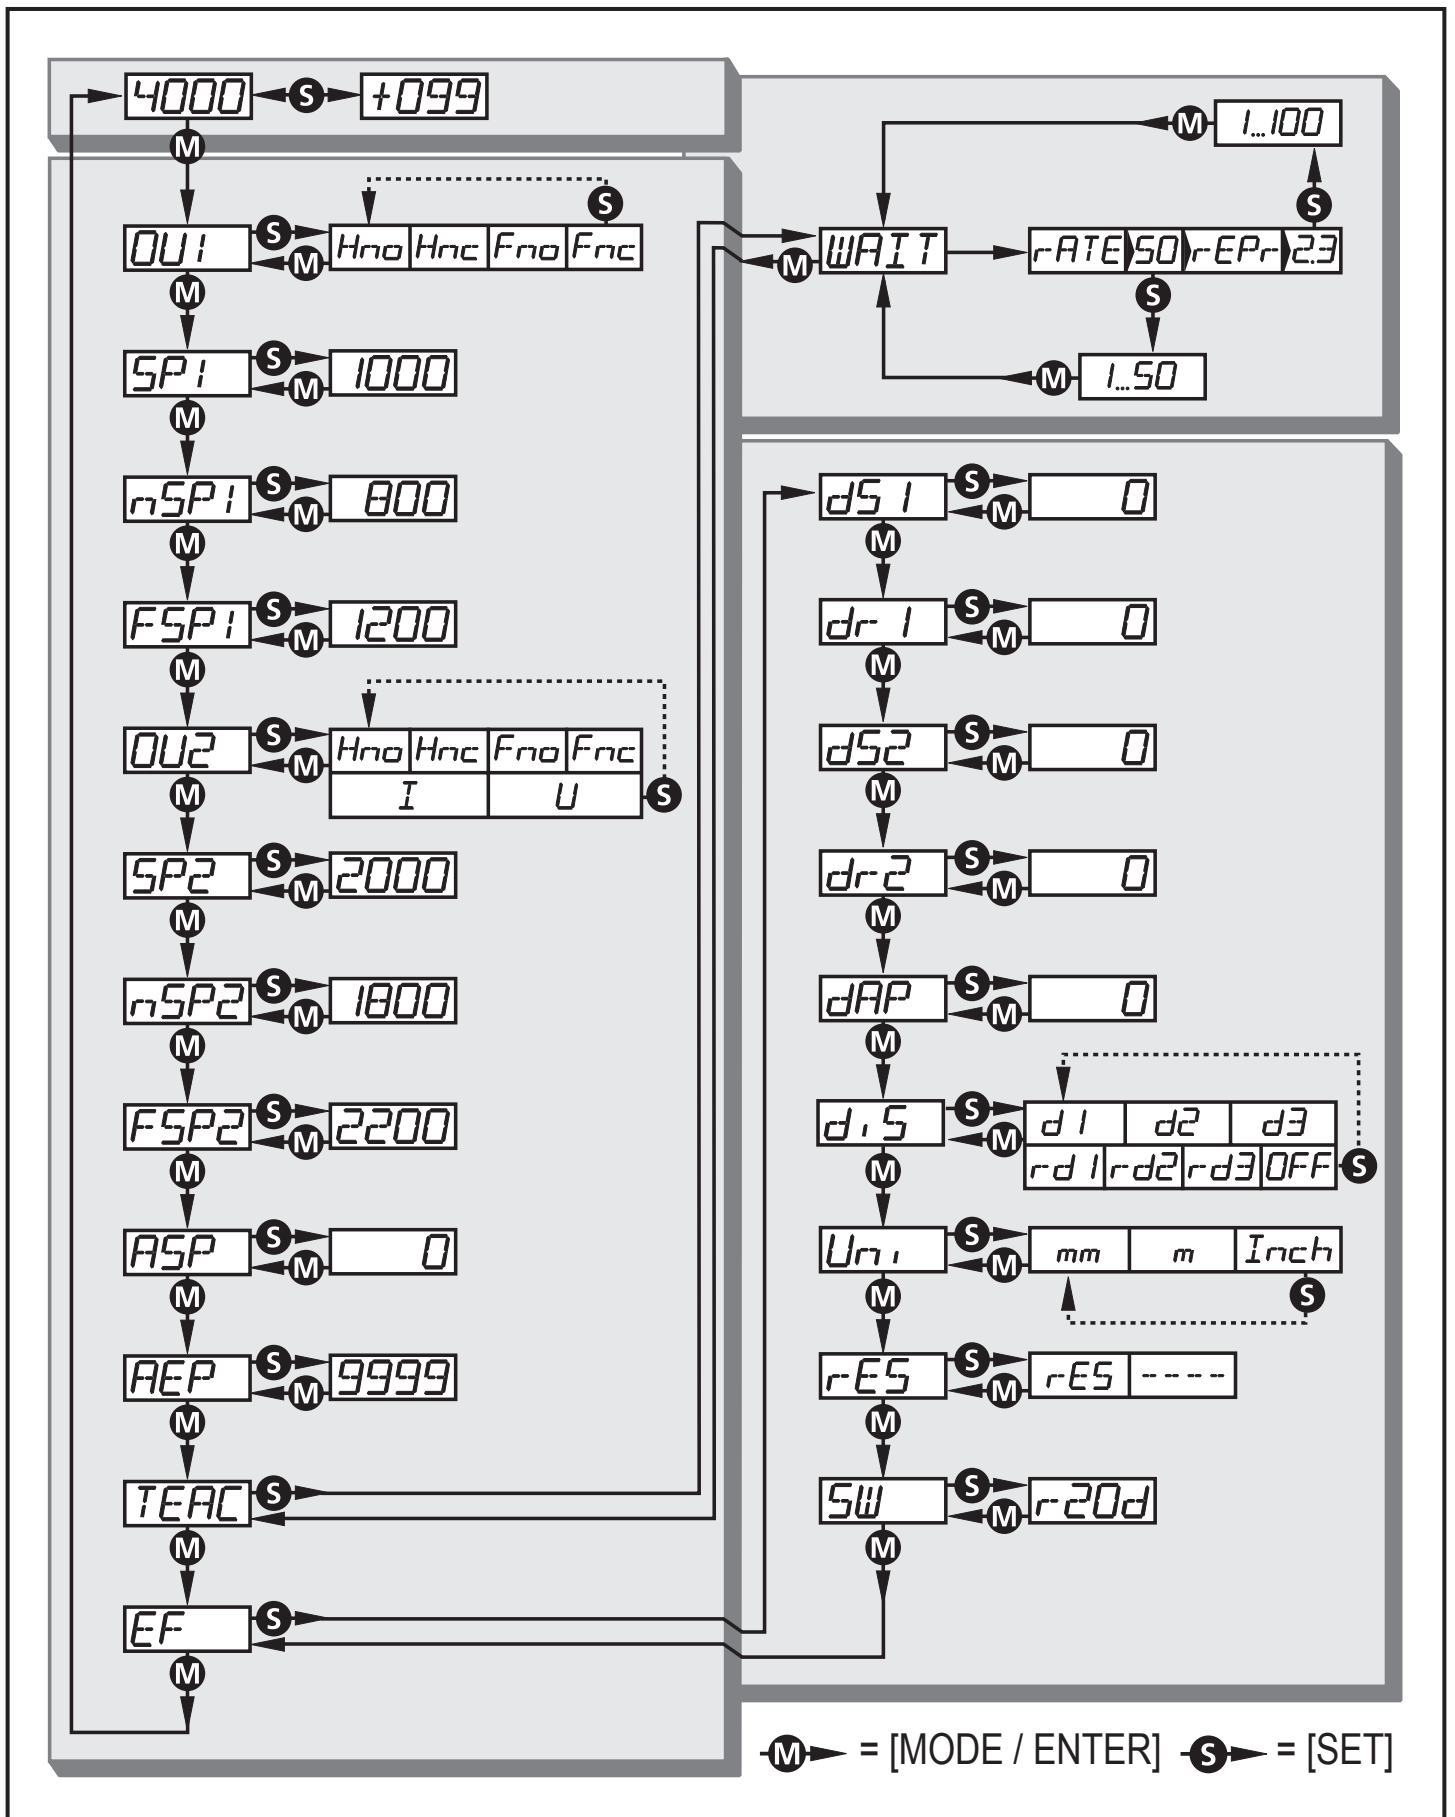 4000 S +099
M
OU1 S M Hno Hnc Fno Fnc S
M
SP1 S M 1000
M
nSP1 S M 800
M
FSP1 S M 1200
M
OU2 S M Hno Hnc Fno Fnc
I U S
M
SP2 S M 2000
M
nSP2 S M 1800
M
FSP2 S M 2200
M
ASP S M 0
M
AEP S M 9999
M
TEAC S
M
EF S
M
M 1...100
S
M WAIT rATE 50 rEPr 2.3
S
M 1...50
dS1 S M 0
M
dr1 S M 0
M
dS2 S M 0
M
dr2 S M 0
M
dAP S M 0
M
diS S M d1 d2 d3
rd1 rd2 rd3 OFF S
M
Uni S M mm m Inch
M S
rES S M rES ----
M
SW S M r20d
M
M = [MODE / ENTER] S = [SET]